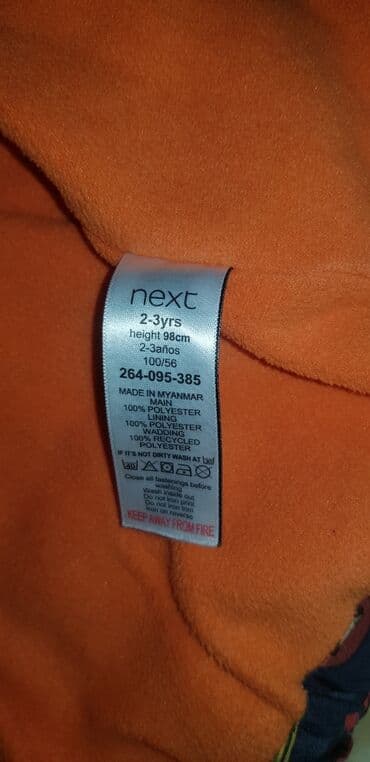 next
2-3yrs
height 98cm
2-3años
100/56
264-095-385
MADE IN MYANMAR
MAIN
100% POLYESTER
LINING
100% POLYESTER
WADDING
100% RECYCLED
POLYESTER
IF IT'S NOT DIRTY WASH AT 30
40
Close all fastenings before
washing
Wash inside out
Do not iron print
Do not iron trim
Iron on reverse
KEEP AWAY FROM FIRE